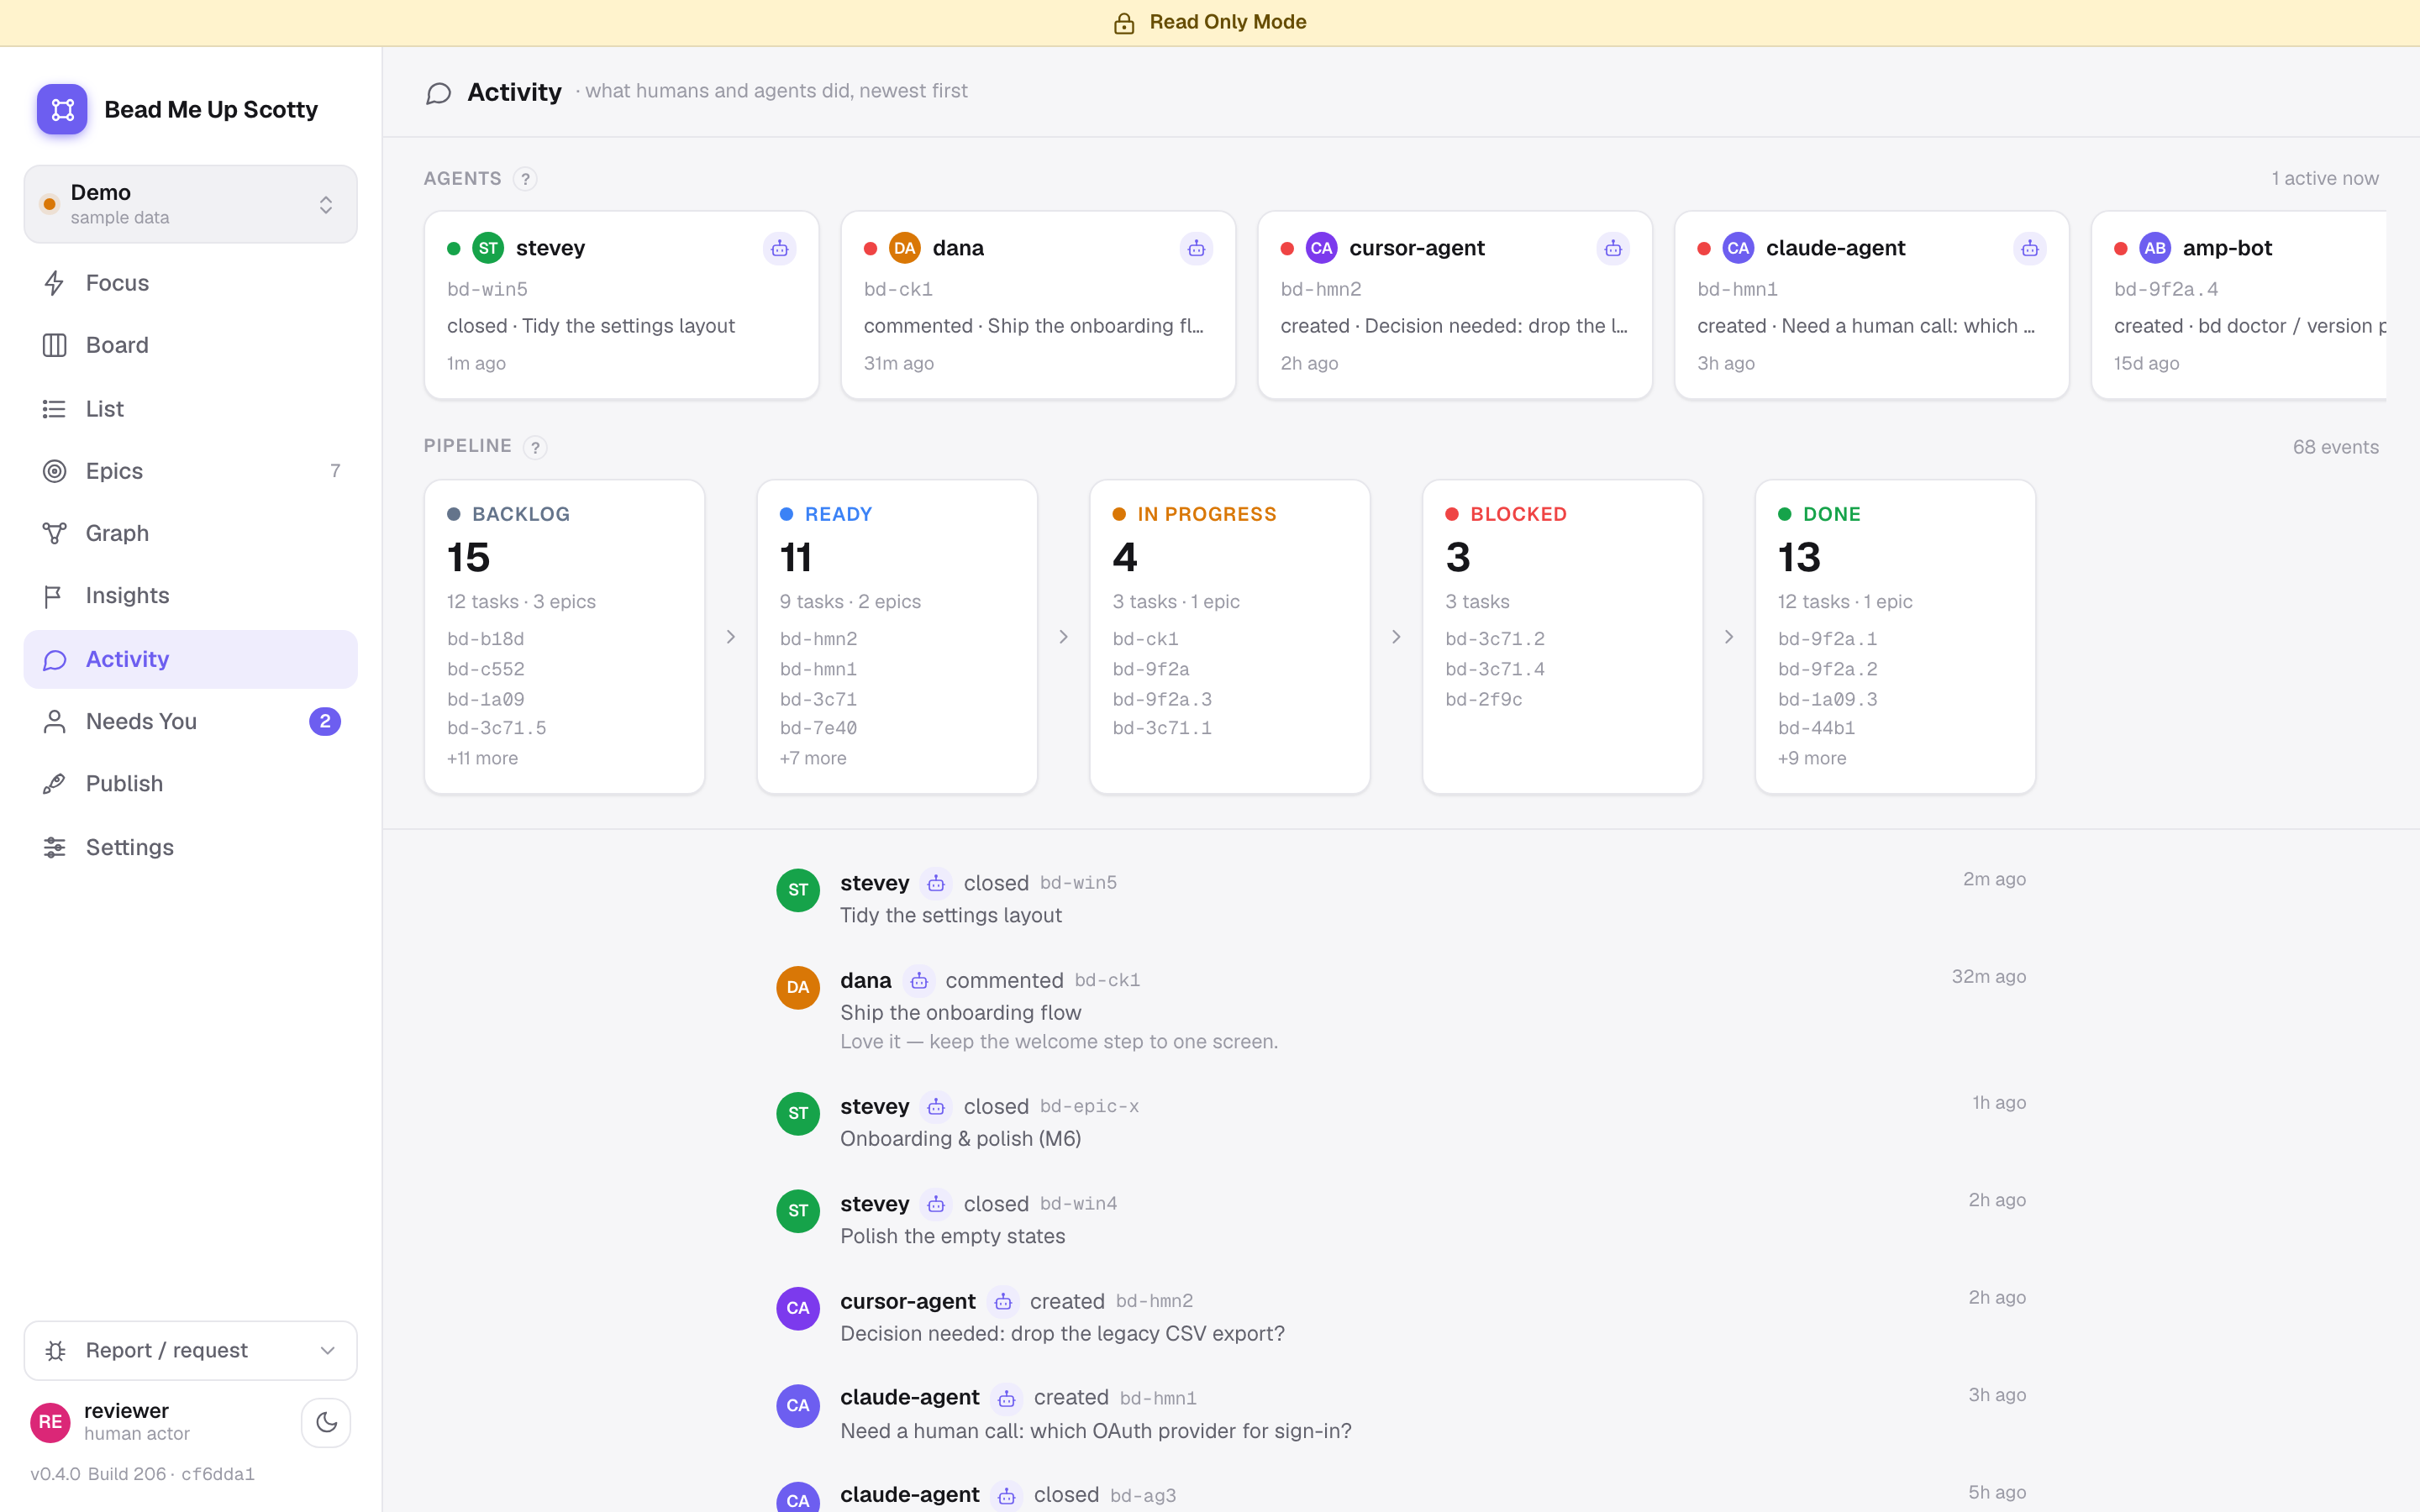 Read Only Mode
Bead Me Up Scotty
Demo
sample data
Focus
Board
List
Epics 7
Graph
Insights
Activity
Needs You 2
Publish
Settings
Report / request
RE reviewer
human actor
v0.4.0 Build 206 · cf6dda1
Activity · what humans and agents did, newest first
AGENTS ? 1 active now
ST stevey
bd-win5
closed · Tidy the settings layout
1m ago
DA dana
bd-ck1
commented · Ship the onboarding fl...
31m ago
CA cursor-agent
bd-hmn2
created · Decision needed: drop the l...
2h ago
CA claude-agent
bd-hmn1
created · Need a human call: which ...
3h ago
AB amp-bot
bd-9f2a.4
created · bd doctor / version p
15d ago
PIPELINE ? 68 events
BACKLOG
15
12 tasks · 3 epics
bd-b18d
bd-c552
bd-1a09
bd-3c71.5
+11 more
READY
11
9 tasks · 2 epics
bd-hmn2
bd-hmn1
bd-3c71
bd-7e40
+7 more
IN PROGRESS
4
3 tasks · 1 epic
bd-ck1
bd-9f2a
bd-9f2a.3
bd-3c71.1
BLOCKED
3
3 tasks
bd-3c71.2
bd-3c71.4
bd-2f9c
DONE
13
12 tasks · 1 epic
bd-9f2a.1
bd-9f2a.2
bd-1a09.3
bd-44b1
+9 more
ST stevey closed bd-win5 2m ago
Tidy the settings layout
DA dana commented bd-ck1 32m ago
Ship the onboarding flow
Love it — keep the welcome step to one screen.
ST stevey closed bd-epic-x 1h ago
Onboarding & polish (M6)
ST stevey closed bd-win4 2h ago
Polish the empty states
CA cursor-agent created bd-hmn2 2h ago
Decision needed: drop the legacy CSV export?
CA claude-agent created bd-hmn1 3h ago
Need a human call: which OAuth provider for sign-in?
CA claude-agent closed bd-ag3 5h ago